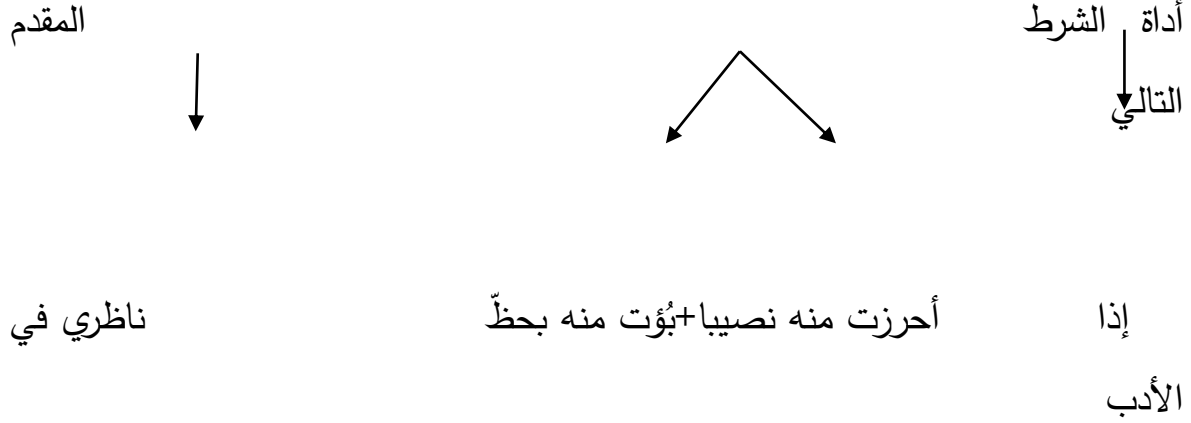 أداة الشرط المقدم
التالي
إذا أحرزت منه نصيبا+بُؤت منه بحظّ ناظري في
الأدب